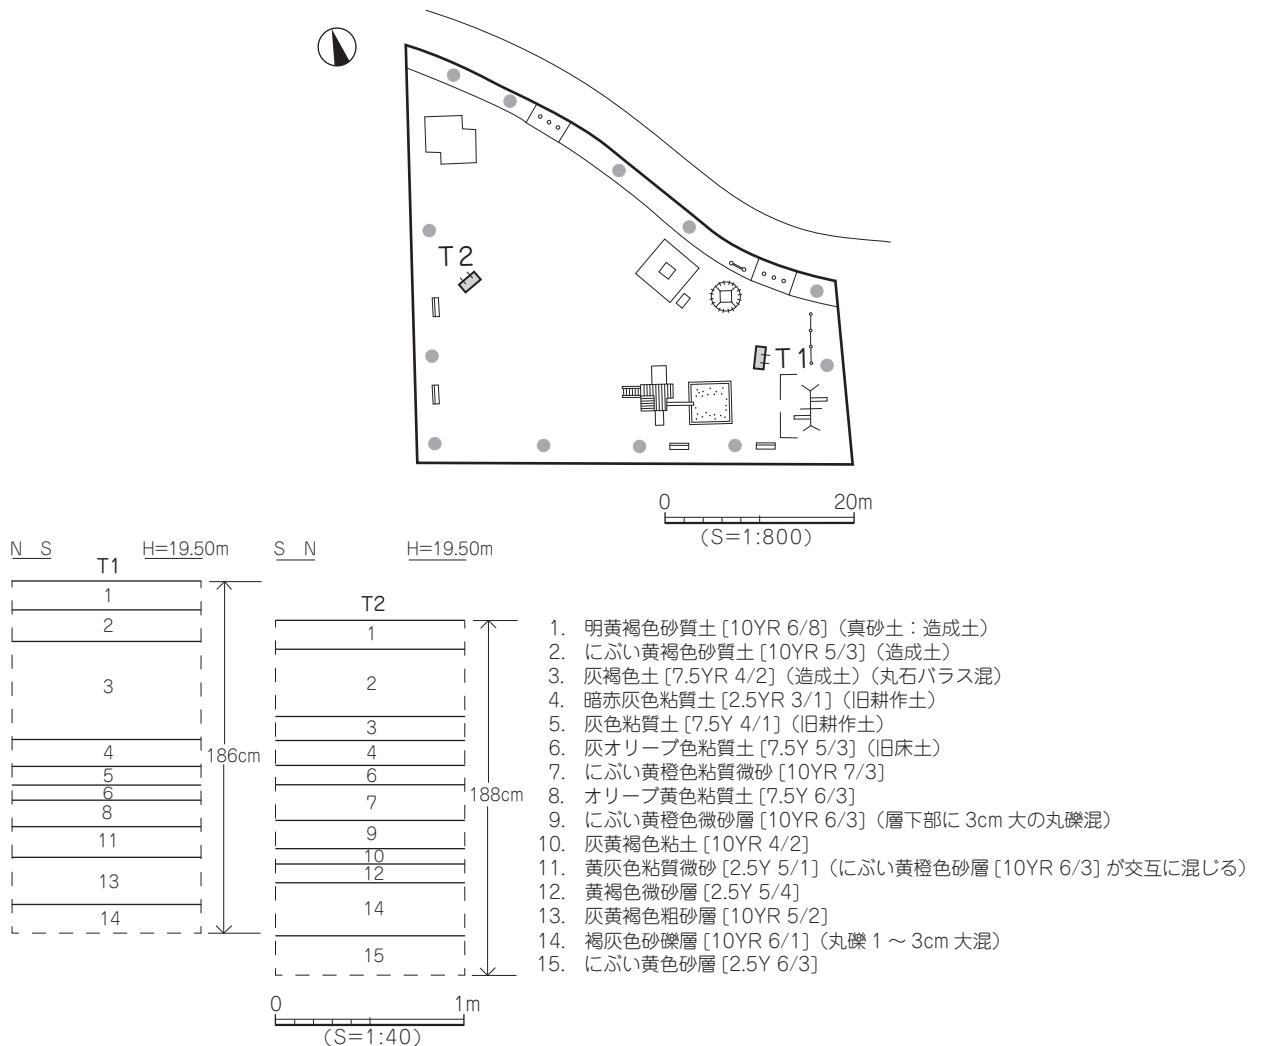 T2
T1
0 20m
(S=1:800)
N S H=19.50m
T1
1
2
3
4
5
6
8
11
13
14
186cm
S N H=19.50m
T2
1
2
3
4
6
7
9
10
12
14
15
188cm
0 1m
(S=1:40)
1. 明黄褐色砂質土 [10YR 6/8]（真砂土：造成土）
2. にぶい黄褐色砂質土 [10YR 5/3]（造成土）
3. 灰褐色土 [7.5YR 4/2]（造成土）（丸石バラス混）
4. 暗赤灰色粘質土 [2.5YR 3/1]（旧耕作土）
5. 灰色粘質土 [7.5Y 4/1]（旧耕作土）
6. 灰オリーブ色粘質土 [7.5Y 5/3]（旧床土）
7. にぶい黄橙色粘質微砂 [10YR 7/3]
8. オリーブ黄色粘質土 [7.5Y 6/3]
9. にぶい黄橙色微砂層 [10YR 6/3]（層下部に 3cm 大の丸礫混）
10. 灰黄褐色粘土 [10YR 4/2]
11. 黄灰色粘質微砂 [2.5Y 5/1]（にぶい黄橙色砂層 [10YR 6/3] が交互に混じる）
12. 黄褐色微砂層 [2.5Y 5/4]
13. 灰黄褐色粗砂層 [10YR 5/2]
14. 褐灰色砂礫層 [10YR 6/1]（丸礫 1 ～ 3cm 大混）
15. にぶい黄色砂層 [2.5Y 6/3]